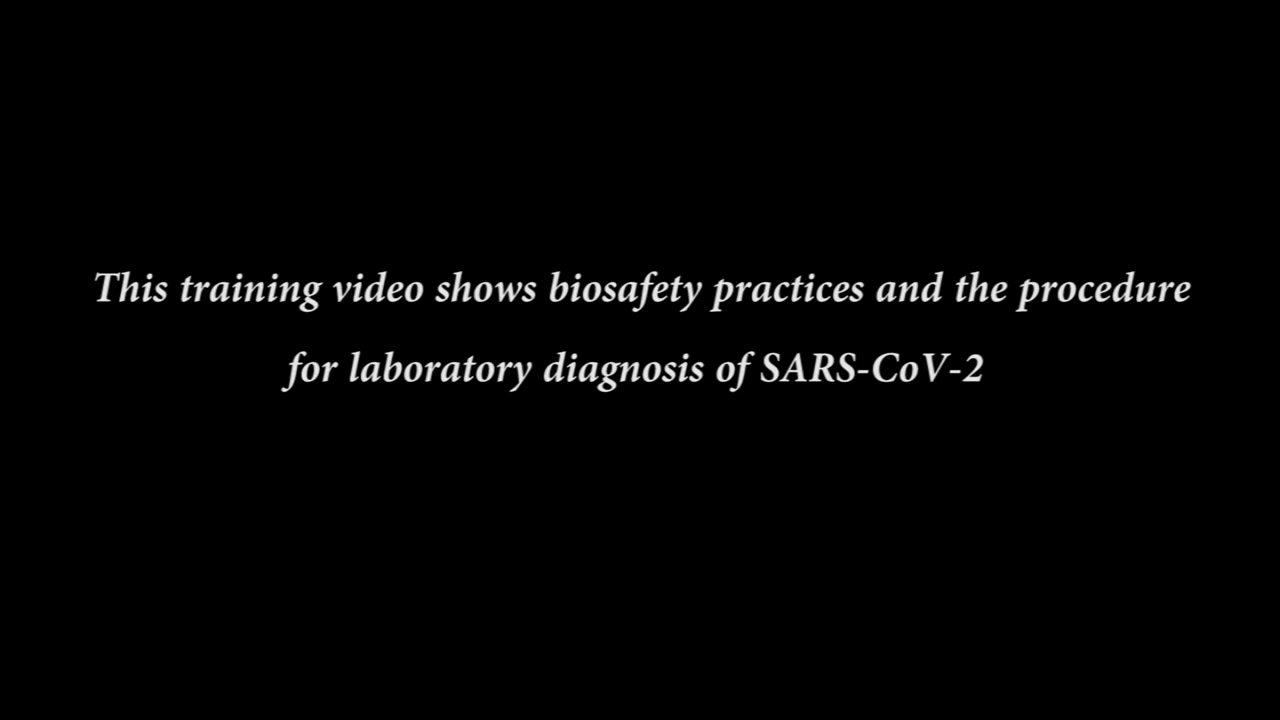 This training video shows biosafety practices and the procedure
for laboratory diagnosis of SARS-CoV-2